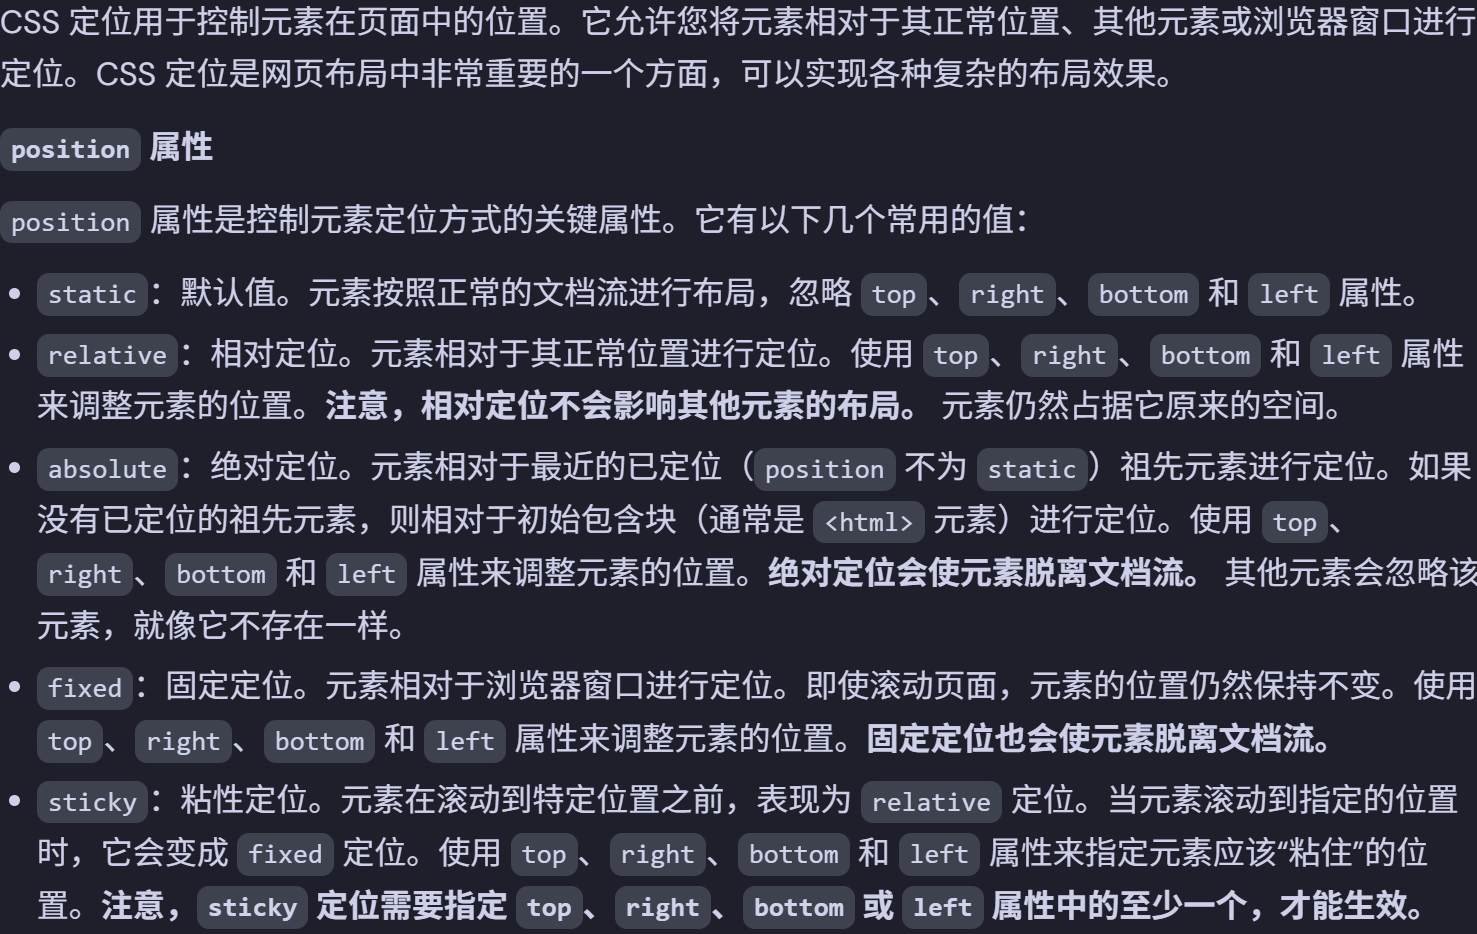 CSS 定位用于控制元素在页面中的位置。它允许您将元素相对于其正常位置、其他元素或浏览器窗口进行
定位。CSS 定位是网页布局中非常重要的一个方面，可以实现各种复杂的布局效果。
position 属性
position 属性是控制元素定位方式的关键属性。它有以下几个常用的值：
• static：默认值。元素按照正常的文档流进行布局，忽略 top、right、bottom 和 left 属性。
• relative：相对定位。元素相对于其正常位置进行定位。使用 top、right、bottom 和 left 属性
来调整元素的位置。注意，相对定位不会影响其他元素的布局。 元素仍然占据它原来的空间。
• absolute：绝对定位。元素相对于最近的已定位（position 不为 static）祖先元素进行定位。如果
没有已定位的祖先元素，则相对于初始包含块（通常是 <html> 元素）进行定位。使用 top、
right、bottom 和 left 属性来调整元素的位置。绝对定位会使元素脱离文档流。 其他元素会忽略该
元素，就像它不存在一样。
• fixed：固定定位。元素相对于浏览器窗口进行定位。即使滚动页面，元素的位置仍然保持不变。使用
top、right、bottom 和 left 属性来调整元素的位置。固定定位也会使元素脱离文档流。
• sticky：粘性定位。元素在滚动到特定位置之前，表现为 relative 定位。当元素滚动到指定的位置
时，它会变成 fixed 定位。使用 top、right、bottom 和 left 属性来指定元素应该“粘住”的位
置。注意，sticky 定位需要指定 top、right、bottom 或 left 属性中的至少一个，才能生效。